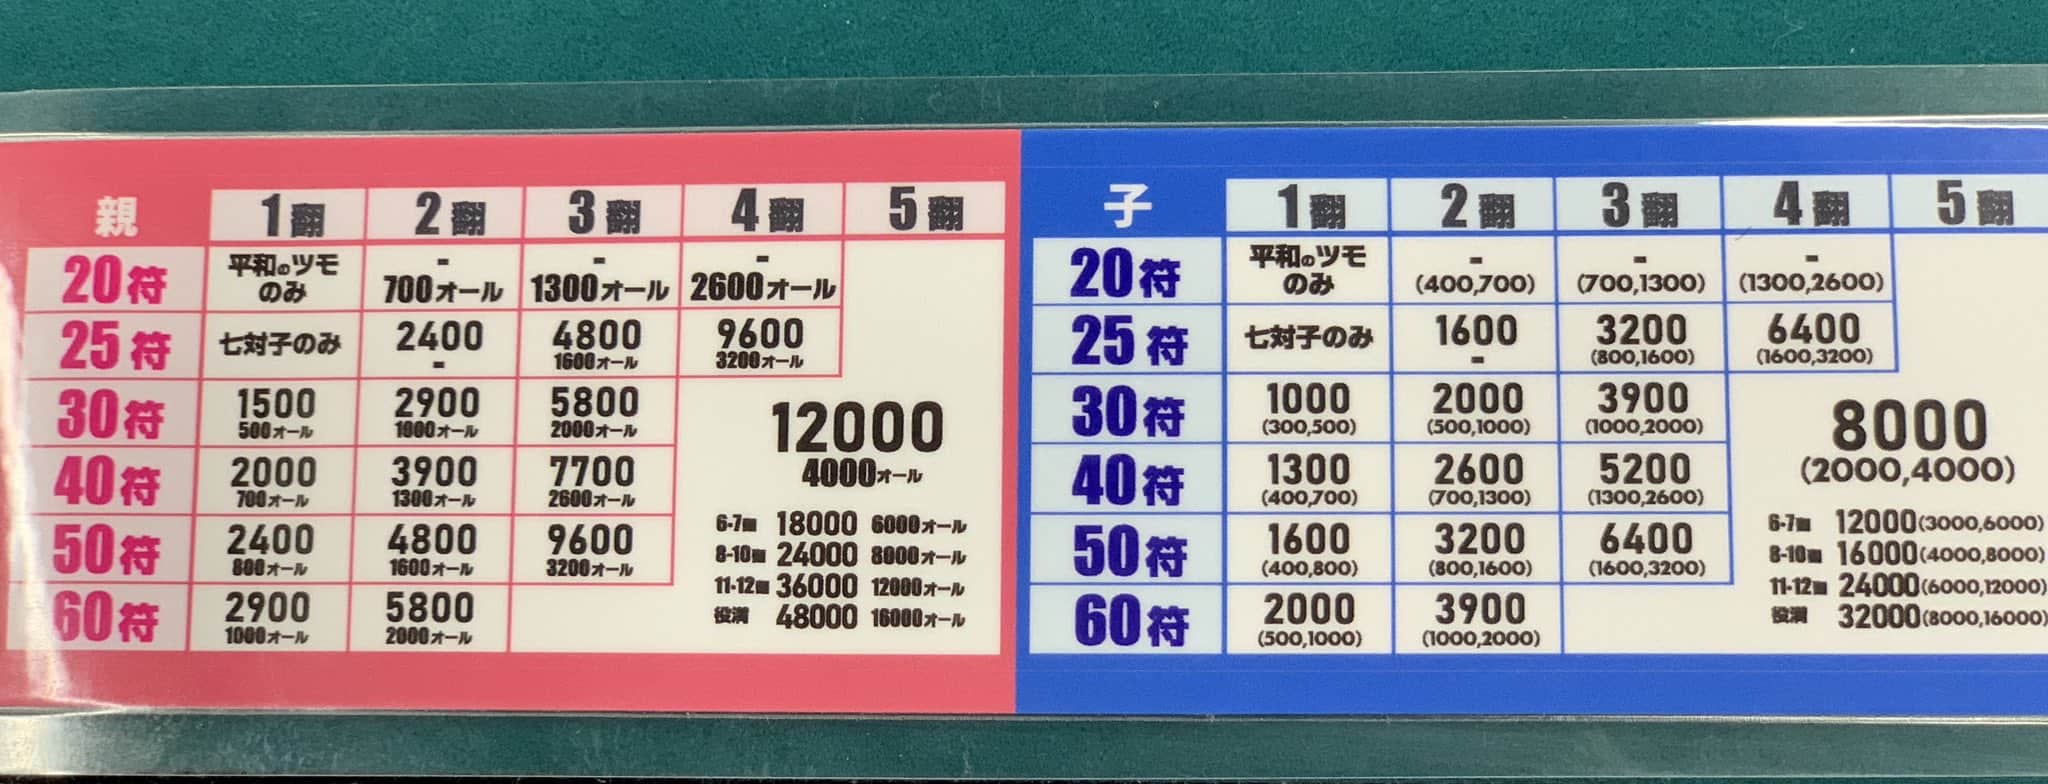 親 1翻 2翻 3翻 4翻 5翻
20符 平和のツモのみ - 700オール - 1300オール - 2600オール
25符 七対子のみ 2400 - 4800 1600オール 9600 3200オール
30符 1500 500オール 2900 1000オール 5800 2000オール
40符 2000 700オール 3900 1300オール 7700 2600オール
50符 2400 800オール 4800 1600オール 9600 3200オール
60符 2900 1000オール 5800 2000オール
12000
4000オール
6-7翻 18000 6000オール
8-10翻 24000 8000オール
11-12翻 36000 12000オール
役満 48000 16000オール
子 1翻 2翻 3翻 4翻 5翻
20符 平和のツモのみ - (400,700) - (700,1300) - (1300,2600)
25符 七対子のみ 1600 - 3200 (800,1600) 6400 (1600,3200)
30符 1000 (300,500) 2000 (500,1000) 3900 (1000,2000)
40符 1300 (400,700) 2600 (700,1300) 5200 (1300,2600)
50符 1600 (400,800) 3200 (800,1600) 6400 (1600,3200)
60符 2000 (500,1000) 3900 (1000,2000)
8000
(2000,4000)
6-7翻 12000(3000,6000)
8-10翻 16000(4000,8000)
11-12翻 24000(6000,12000)
役満 32000(8000,16000)